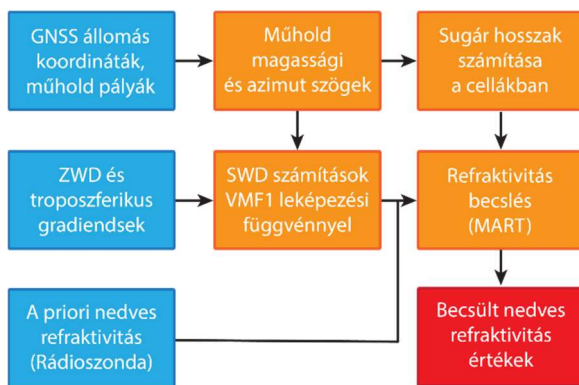 GNSS állomás
koordináták,
műhold pályák
Műhold
magassági
és azimut szögek
Sugár hosszak
számítása
a cellákban
ZWD és
troposzferikus
gradiendsek
SWD számítások
VMF1 leképezési
függvénnyel
Refraktivitás
becslés
(MART)
A priori nedves
refraktivitás
(Rádioszonda)
Becsült nedves
refraktivitás
értékek